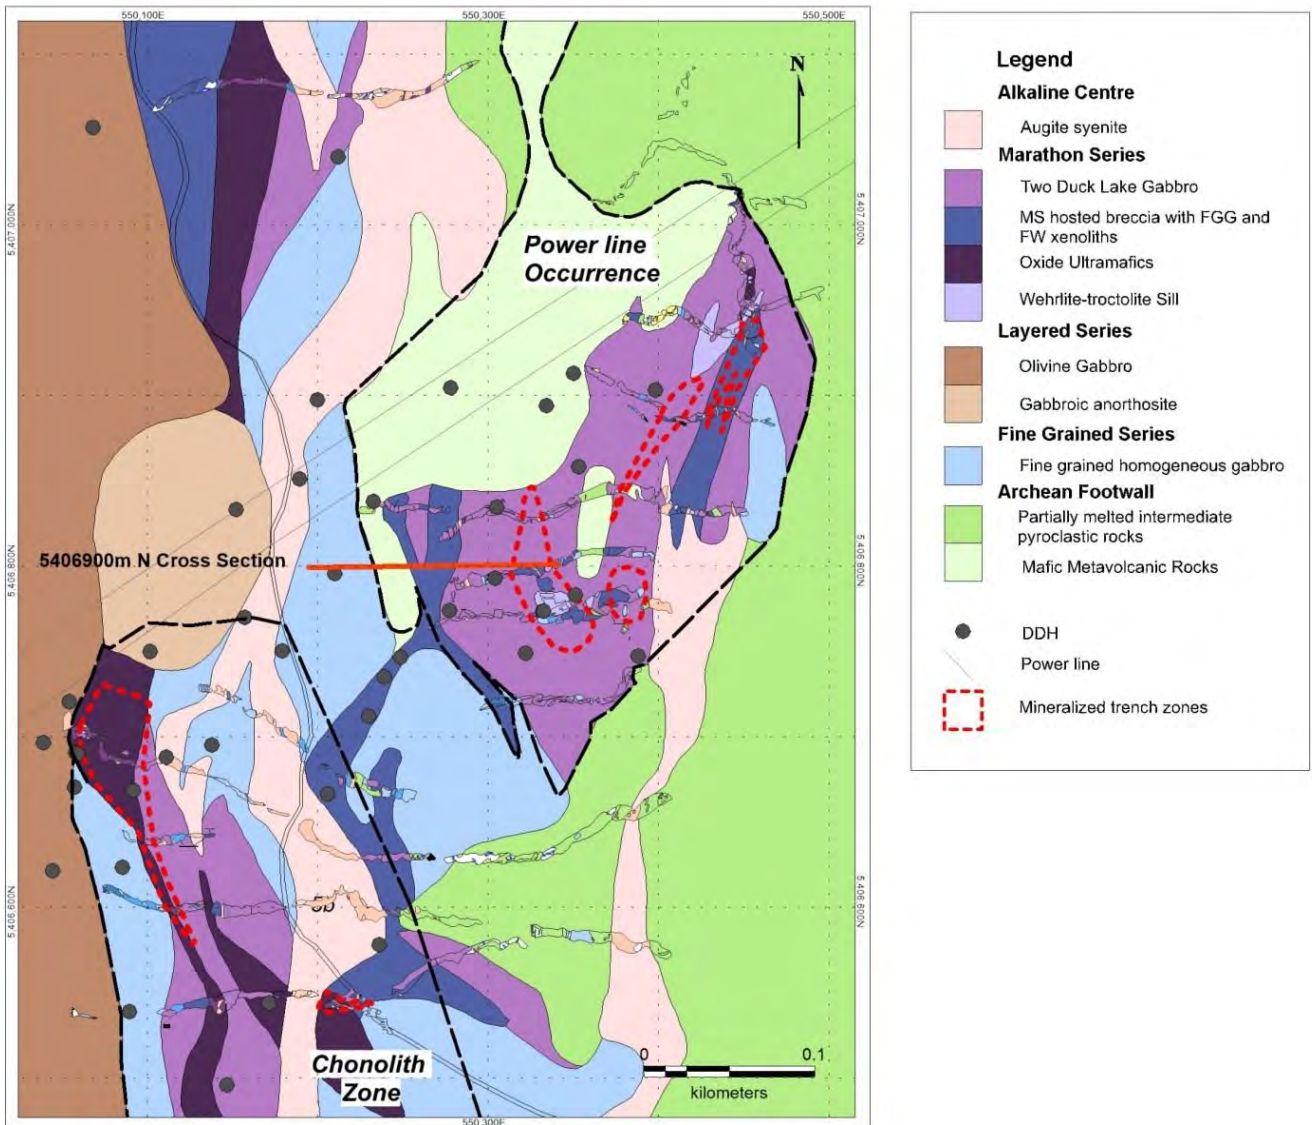 550,100E
550,300E
550,500E
N
5,407,000N
5,407,000N
Power line
Occurrence
5406900m N Cross Section
5,406,800N
5,406,800N
5,406,600N
5,406,600N
Chonolith
Zone
0
0.1
kilometers
550,300E
Legend
Alkaline Centre
Augite syenite
Marathon Series
Two Duck Lake Gabbro
MS hosted breccia with FGG and
FW xenoliths
Oxide Ultramafics
Wehrlite-troctolite Sill
Layered Series
Olivine Gabbro
Gabbroic anorthosite
Fine Grained Series
Fine grained homogeneous gabbro
Archean Footwall
Partially melted intermediate
pyroclastic rocks
Mafic Metavolcanic Rocks
DDH
Power line
Mineralized trench zones